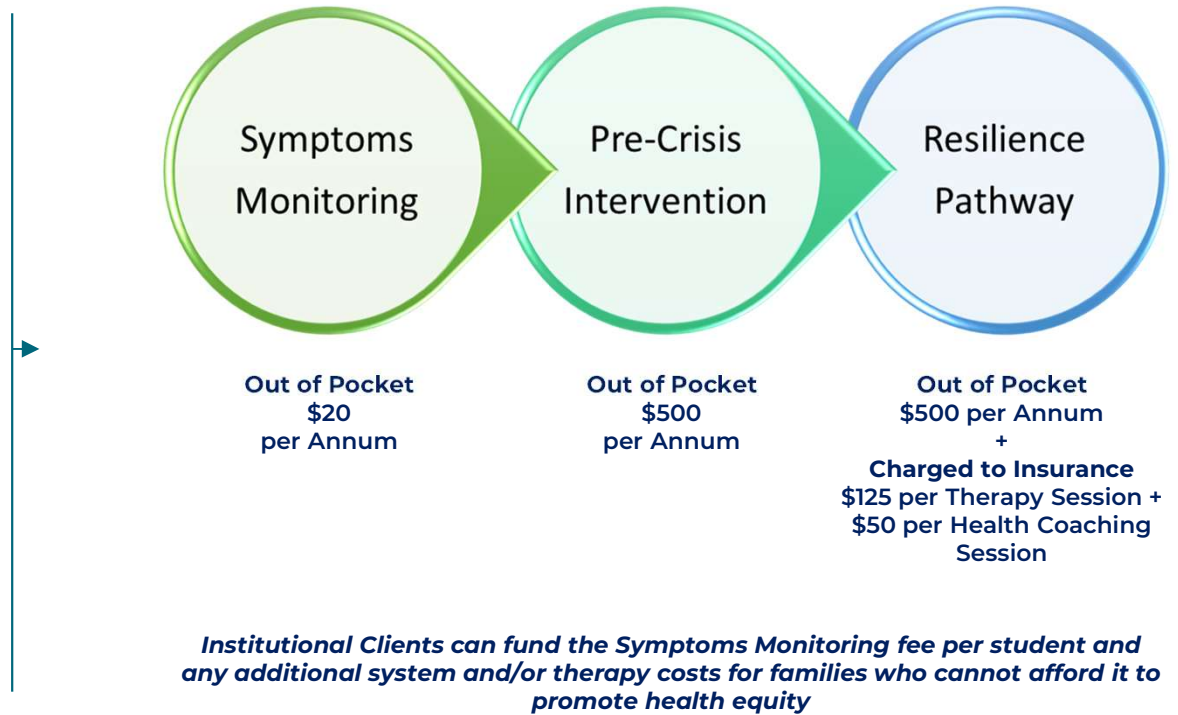 Symptoms
Monitoring
Pre-Crisis
Intervention
Resilience
Pathway
Out of Pocket
$20
per Annum
Out of Pocket
$500
per Annum
Out of Pocket
$500 per Annum
+
Charged to Insurance
$125 per Therapy Session +
$50 per Health Coaching
Session
Institutional Clients can fund the Symptoms Monitoring fee per student and
any additional system and/or therapy costs for families who cannot afford it to
promote health equity